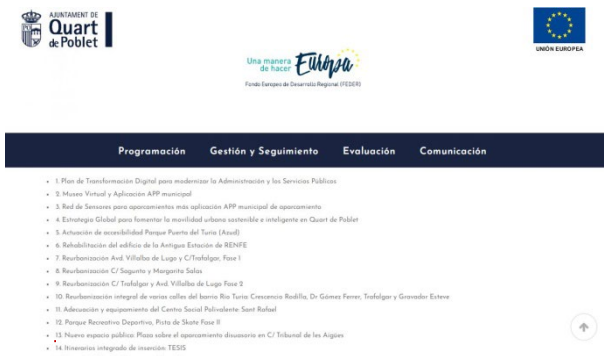 AJUNTAMENT DE
Quart
de Poblet
UNIÓN EUROPEA
Una manera
de hacer
Europa
Fondo Europeo de Desarrollo Regional (FEDER)
Programación Gestión y Seguimiento Evaluación Comunicación
1. Plan de Transformación Digital para modernizar la Administración y los Servicios Públicos
2. Museo Virtual y Aplicación APP municipal
3. Red de Sensores para aparcamientos más aplicación APP municipal de aparcamiento
4. Estrategia Global para fomentar la movilidad urbana sostenible e inteligente en Quart de Poblet
5. Actuación de accesibilidad Parque Puerto del Turia (Azud)
6. Rehabilitación del edificio de la Antigua Estación de RENFE
7. Reurbanización Avd. Villalba de Lugo y C/Trafalgar, Fase 1
8. Reurbanización C/ Sagunto y Margarita Salas
9. Reurbanización C/ Trafalgar y Avd. Villalba de Lugo Fase 2
10. Reurbanización integral de varias calles del barrio Río Turia: Crescencio Rodilla, Dr Gómez Ferrer, Trafalgar y Gravador Esteve
11. Adecuación y equipamiento del Centro Social Polivalente: Sant Rafael
12. Parque Recreativo Deportivo, Pista de Skate Fase II
13. Nuevo espacio público: Plaza sobre el aparcamiento disuasorio en C/ Tribunal de les Aigües
14. Itinerarios integrado de inserción: TESIS